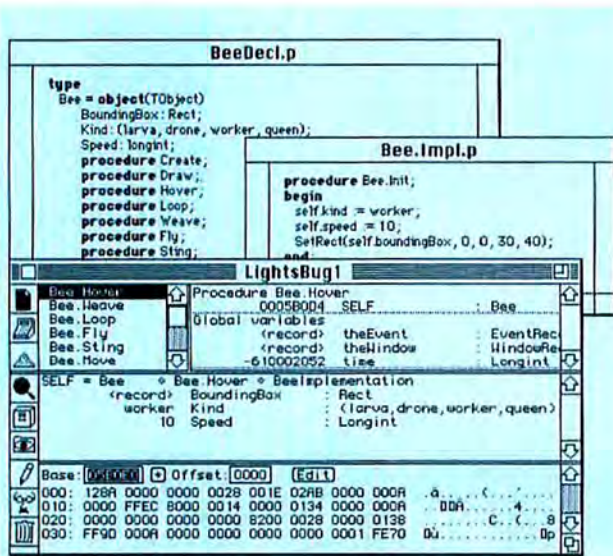 BeeDecl.p
type
Bee = object(TObject)
BoundingBox: Rect;
Kind: (larva, drone, worker, queen);
Speed: longint;
procedure Create;
procedure Draw;
procedure Hover;
procedure Loop;
procedure Weave;
procedure Fly;
procedure Sting;
Bee.Impl.p
procedure Bee.Init;
begin
self.kind := worker;
self.speed := 10;
SetRect(self.boundingBox, 0, 0, 30, 40);
end;
LightsBug1
Bee.Hover
Bee.Weave
Bee.Loop
Bee.Fly
Bee.Sting
Bee.Move
Procedure Bee.Hover
0005B0D4 SELF : Bee
Global variables
(record) theEvent : EventRec
(record) theWindow : WindowRe
-610002052 time : Longint
SELF = Bee ◇ Bee.Hover ◇ BeeImplementation
(record) BoundingBox : Rect
worker Kind : (larva,drone,worker,queen)
10 Speed : Longint
Base: Offset: 0000 Edit
000: 128A 0000 0000 0028 001E 02AB 0000 000A
010: 0000 FFEC 8000 0014 0000 0134 0000 000A
020: 0000 0000 0000 0000 8200 0028 0000 0138
030: FF9D 000A 0000 0000 0000 0000 0001 FE70